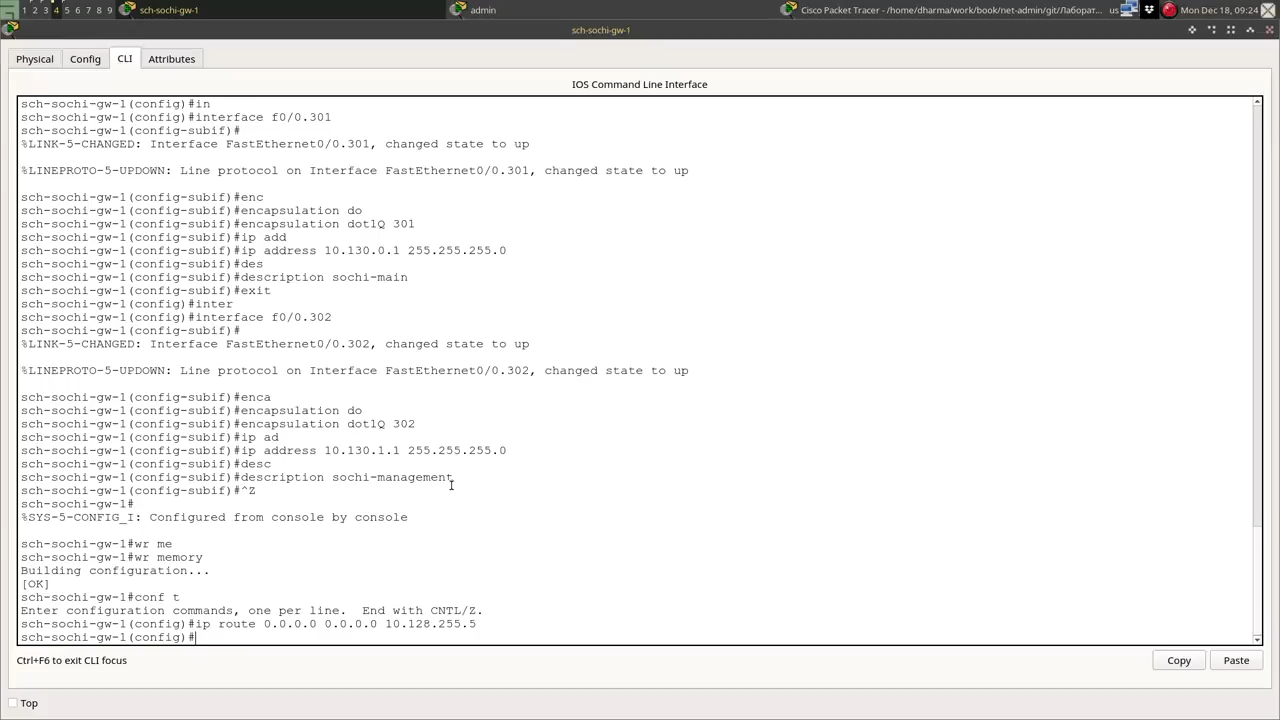 1 2 3 4 5 6 7 8 9 sch-sochi-gw-1 admin Cisco Packet Tracer - /home/dharma/work/book/net-admin/git//Лаборат... us Mon Dec 18, 09:24
sch-sochi-gw-1
Physical Config CLI Attributes
IOS Command Line Interface
sch-sochi-gw-1(config)#in
sch-sochi-gw-1(config)#interface f0/0.301
sch-sochi-gw-1(config-subif)#
%LINK-5-CHANGED: Interface FastEthernet0/0.301, changed state to up
%LINEPROTO-5-UPDOWN: Line protocol on Interface FastEthernet0/0.301, changed state to up
sch-sochi-gw-1(config-subif)#enc
sch-sochi-gw-1(config-subif)#encapsulation do
sch-sochi-gw-1(config-subif)#encapsulation dot1Q 301
sch-sochi-gw-1(config-subif)#ip add
sch-sochi-gw-1(config-subif)#ip address 10.130.0.1 255.255.255.0
sch-sochi-gw-1(config-subif)#des
sch-sochi-gw-1(config-subif)#description sochi-main
sch-sochi-gw-1(config-subif)#exit
sch-sochi-gw-1(config)#inter
sch-sochi-gw-1(config)#interface f0/0.302
sch-sochi-gw-1(config-subif)#
%LINK-5-CHANGED: Interface FastEthernet0/0.302, changed state to up
%LINEPROTO-5-UPDOWN: Line protocol on Interface FastEthernet0/0.302, changed state to up
sch-sochi-gw-1(config-subif)#enca
sch-sochi-gw-1(config-subif)#encapsulation do
sch-sochi-gw-1(config-subif)#encapsulation dot1Q 302
sch-sochi-gw-1(config-subif)#ip ad
sch-sochi-gw-1(config-subif)#ip address 10.130.1.1 255.255.255.0
sch-sochi-gw-1(config-subif)#desc
sch-sochi-gw-1(config-subif)#description sochi-management
sch-sochi-gw-1(config-subif)#^Z
sch-sochi-gw-1#
%SYS-5-CONFIG_I: Configured from console by console
sch-sochi-gw-1#wr me
sch-sochi-gw-1#wr memory
Building configuration...
[OK]
sch-sochi-gw-1#conf t
Enter configuration commands, one per line.  End with CNTL/Z.
sch-sochi-gw-1(config)#ip route 0.0.0.0 0.0.0.0 10.128.255.5
sch-sochi-gw-1(config)#
Ctrl+F6 to exit CLI focus
Copy Paste
Top